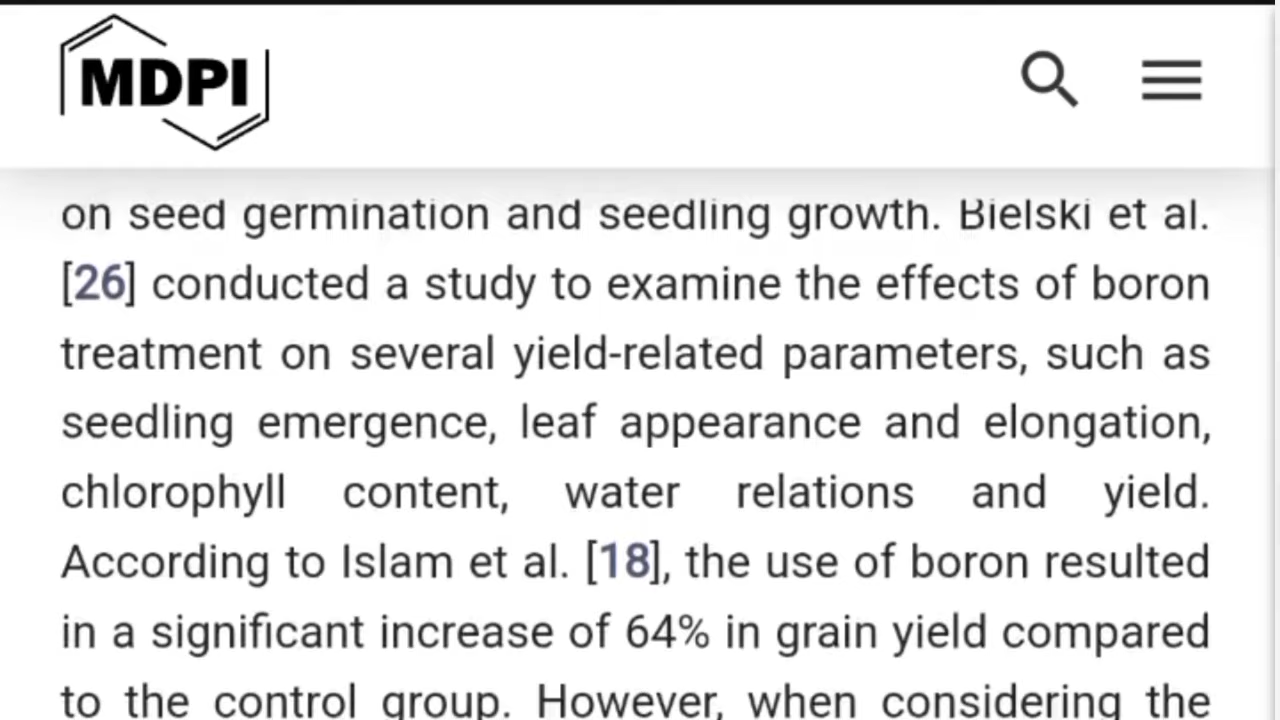 MDPI
on seed germination and seedling growth. Bielski et al.
[26] conducted a study to examine the effects of boron
treatment on several yield-related parameters, such as
seedling emergence, leaf appearance and elongation,
chlorophyll content, water relations and yield.
According to Islam et al. [18], the use of boron resulted
in a significant increase of 64% in grain yield compared
to the control group. However, when considering the